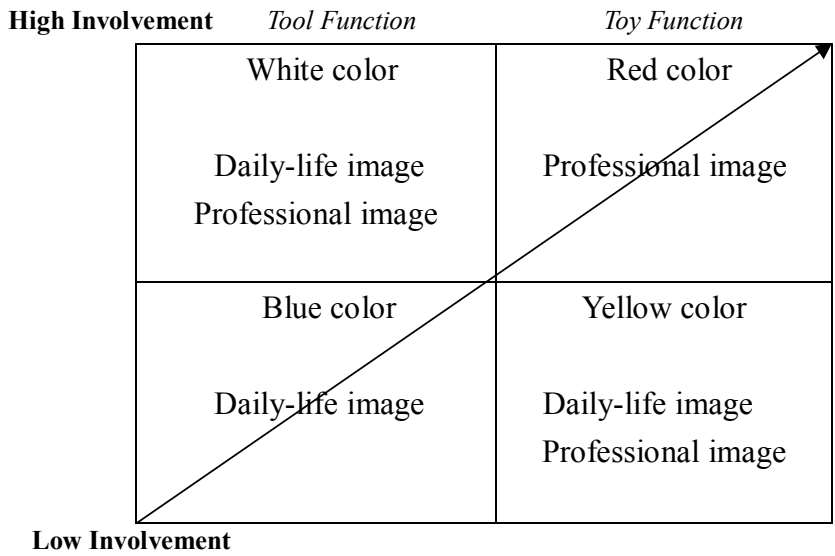 High Involvement Tool Function Toy Function
White color Red color
Daily-life image Professional image
Professional image
Blue color Yellow color
Daily-life image Daily-life image
Professional image
Low Involvement